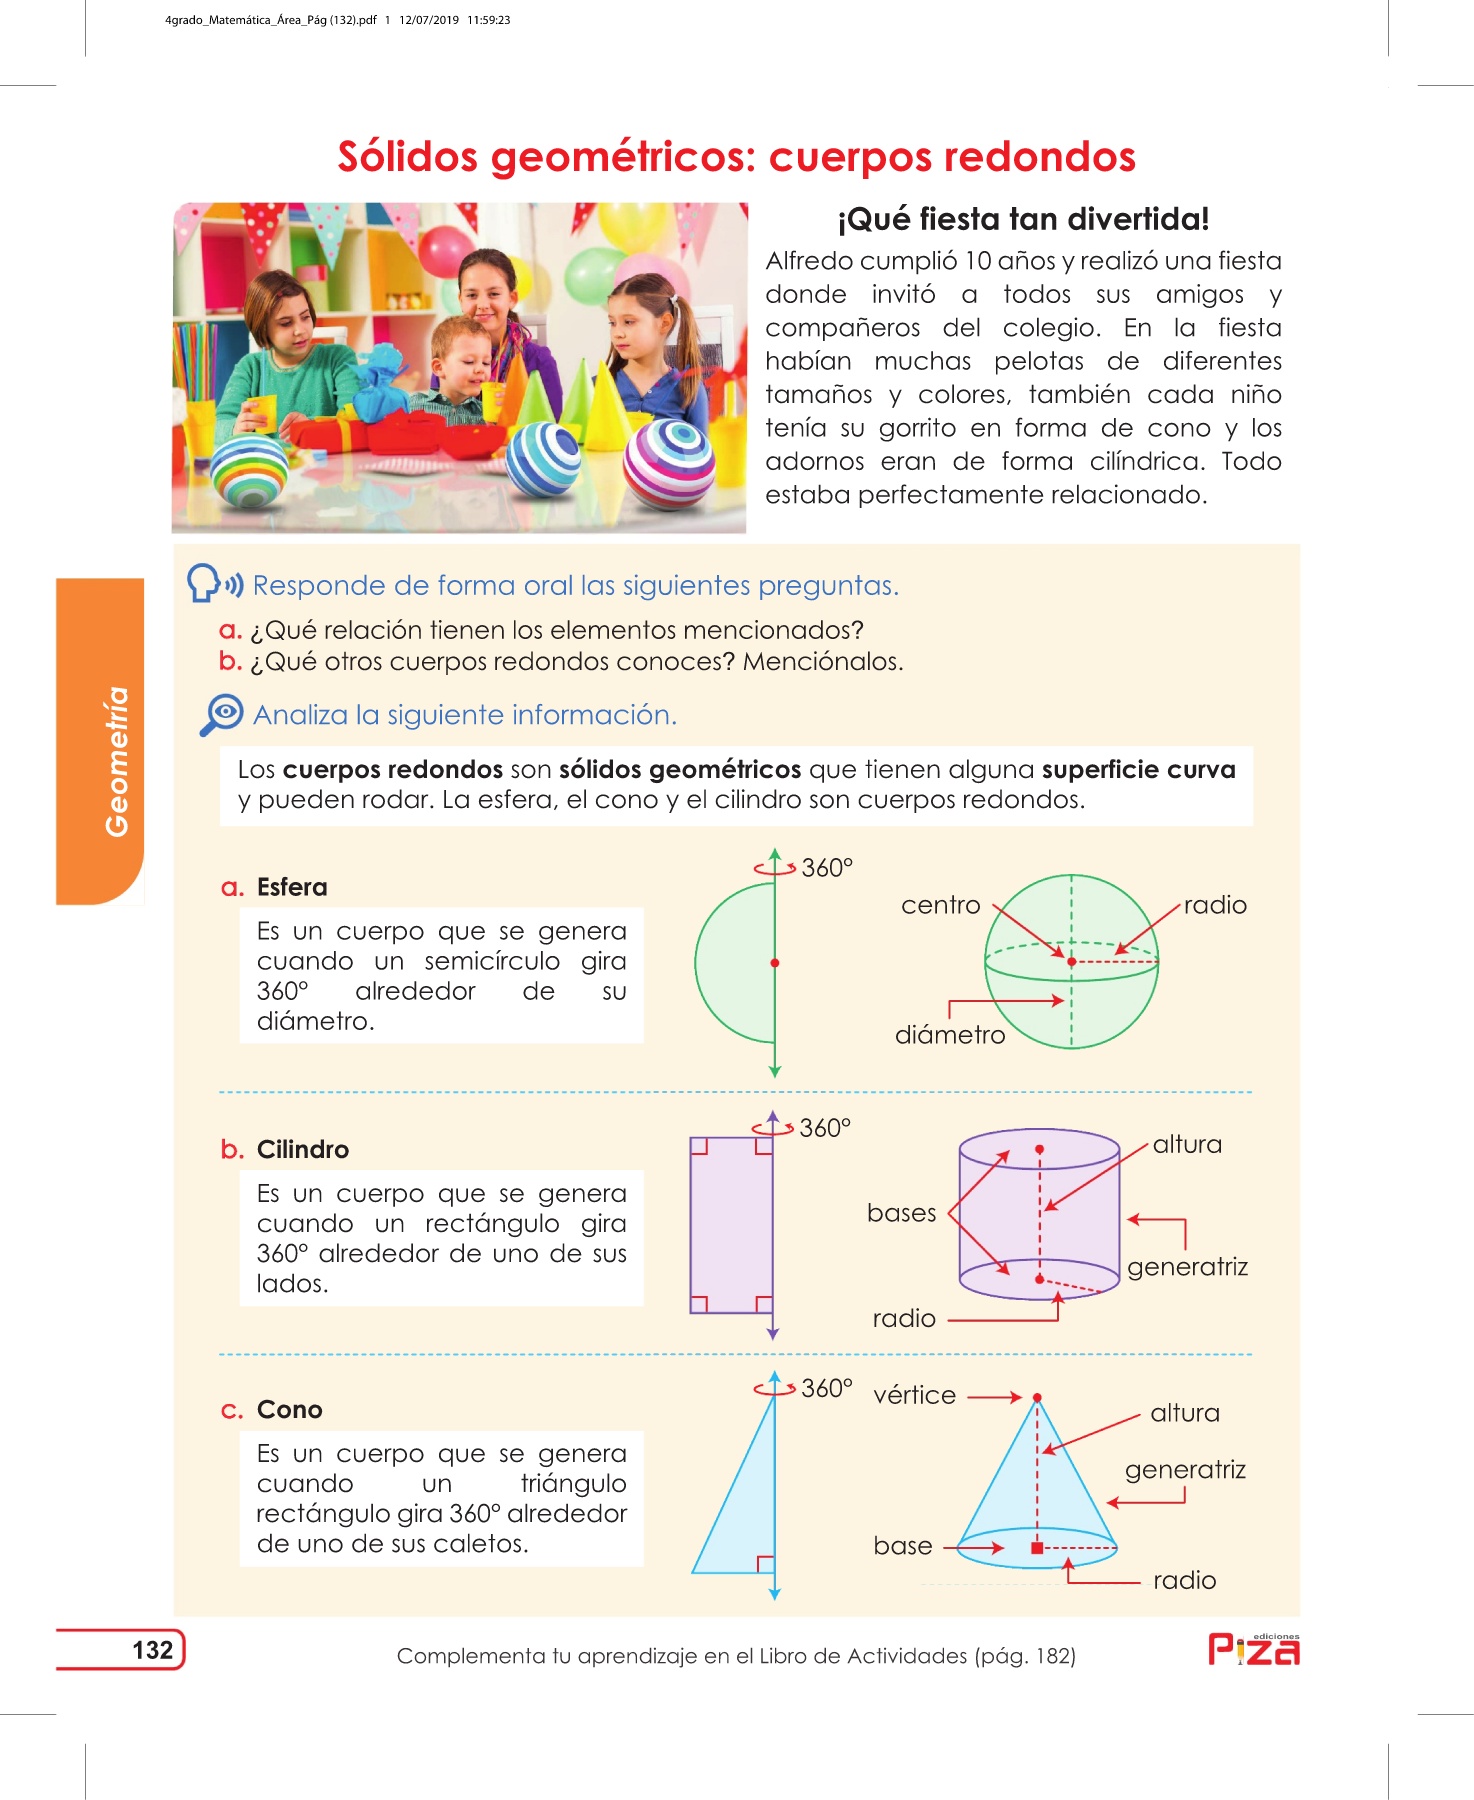 4grado_Matemática_Área_Pág (132).pdf 1 12/07/2019 11:59:23
Sólidos geométricos: cuerpos redondos
¡Qué fiesta tan divertida!
Alfredo cumplió 10 años y realizó una fiesta
donde invitó a todos sus amigos y
compañeros del colegio. En la fiesta
habían muchas pelotas de diferentes
tamaños y colores, también cada niño
tenía su gorrito en forma de cono y los
adornos eran de forma cilíndrica. Todo
estaba perfectamente relacionado.
Responde de forma oral las siguientes preguntas.
a. ¿Qué relación tienen los elementos mencionados?
b. ¿Qué otros cuerpos redondos conoces? Menciónalos.
Analiza la siguiente información.
Geometría
Los cuerpos redondos son sólidos geométricos que tienen alguna superficie curva
y pueden rodar. La esfera, el cono y el cilindro son cuerpos redondos.
a. Esfera
Es un cuerpo que se genera
cuando un semicírculo gira
360° alrededor de su
diámetro.
360°
centro
radio
diámetro
b. Cilindro
Es un cuerpo que se genera
cuando un rectángulo gira
360° alrededor de uno de sus
lados.
360°
altura
bases
generatriz
radio
c. Cono
Es un cuerpo que se genera
cuando un triángulo
rectángulo gira 360° alrededor
de uno de sus caletos.
360°
vértice
altura
generatriz
base
radio
132
Complementa tu aprendizaje en el Libro de Actividades (pág. 182)
ediciones
Piza